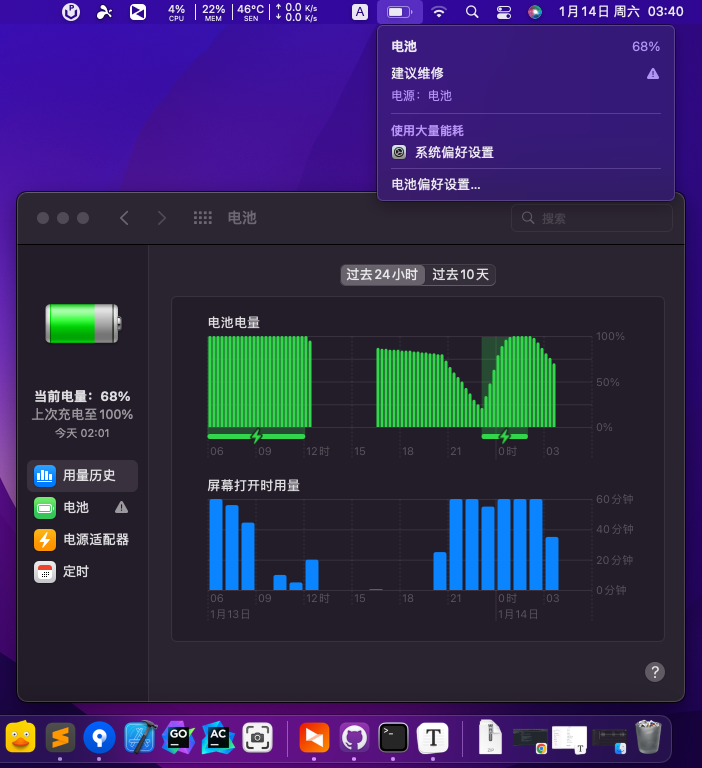 4% 22% 46°C ↑ 0.0 K/s A 1月14日 周六 03:40
CPU MEM SEN ↓ 0.0 K/s
电池 68%
建议维修
电源：电池
使用大量能耗
系统偏好设置
电池偏好设置...
电池
搜索
过去24小时 过去10天
当前电量：68%
上次充电至100%
今天 02:01
用量历史
电池
电源适配器
定时
电池电量
100%
50%
0%
06 09 12时 15 18 21 0时 03
屏幕打开时用量
60分钟
40分钟
20分钟
0分钟
06 09 12时 15 18 21 0时 03
1月13日 1月14日
?
GO AC >_ T ZIP T